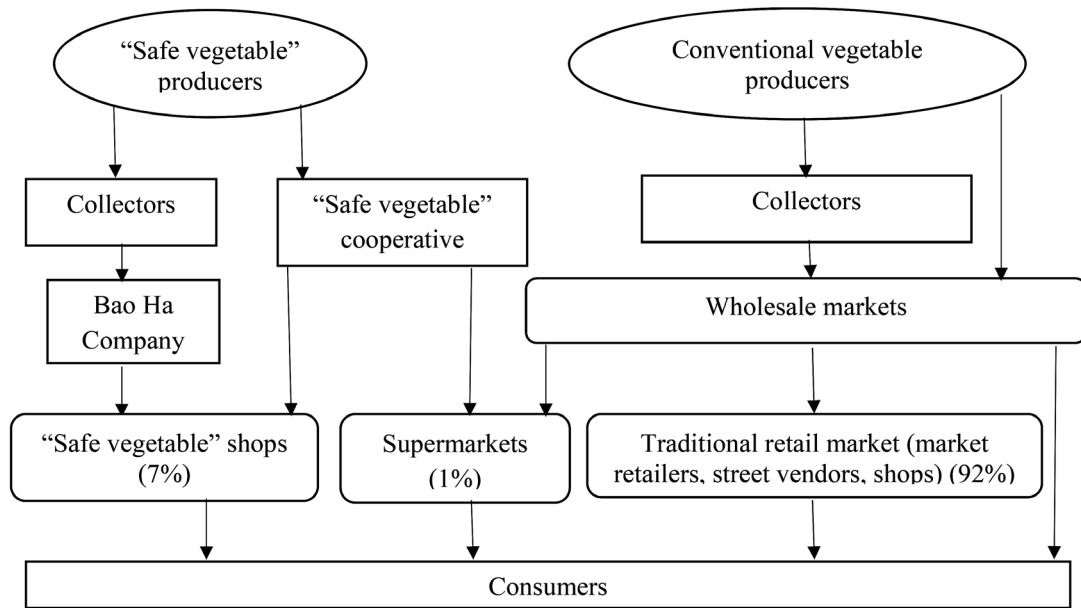 “Safe vegetable”
producers
Conventional vegetable
producers
Collectors
“Safe vegetable”
cooperative
Collectors
Bao Ha
Company
Wholesale markets
“Safe vegetable” shops
(7%)
Supermarkets
(1%)
Traditional retail market (market
retailers, street vendors, shops) (92%)
Consumers